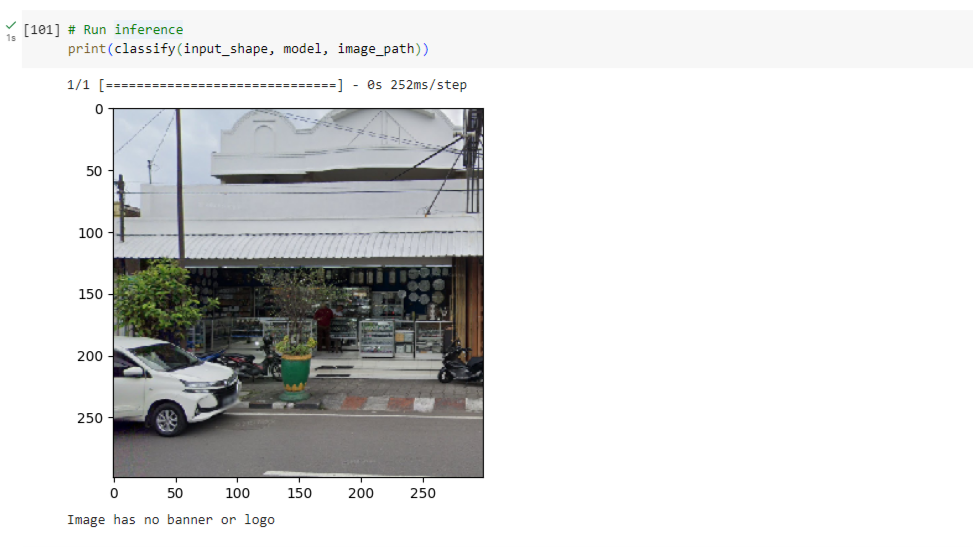 [101] # Run inference
1s
print(classify(input_shape, model, image_path))
1/1 [==============================] - 0s 252ms/step
0
50
100
150
200
250
0 50 100 150 200 250
Image has no banner or logo